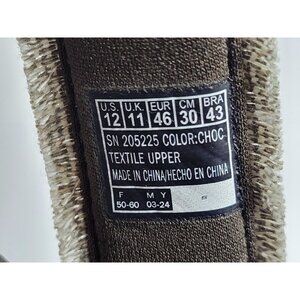 U.S. U.K. EUR CM BRA
12 11 46 30 43
SN 205225 COLOR:CHOC
TEXTILE UPPER
MADE IN CHINA/HECHO EN CHINA
F M Y
50-60 03-24